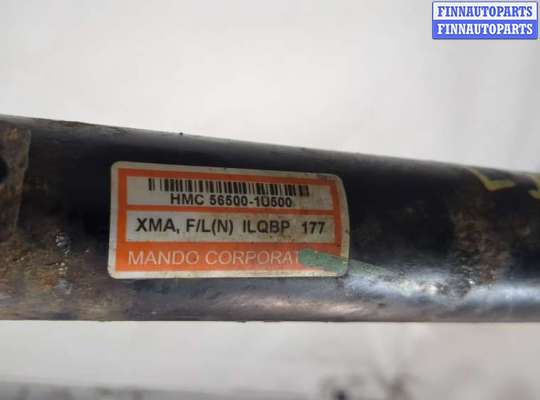 FINNAUTOPARTS
FINNAUTOPARTS
HMC 56500-1U500
XMA, F/L(N) ILQBP 177
MANDO CORPORAT